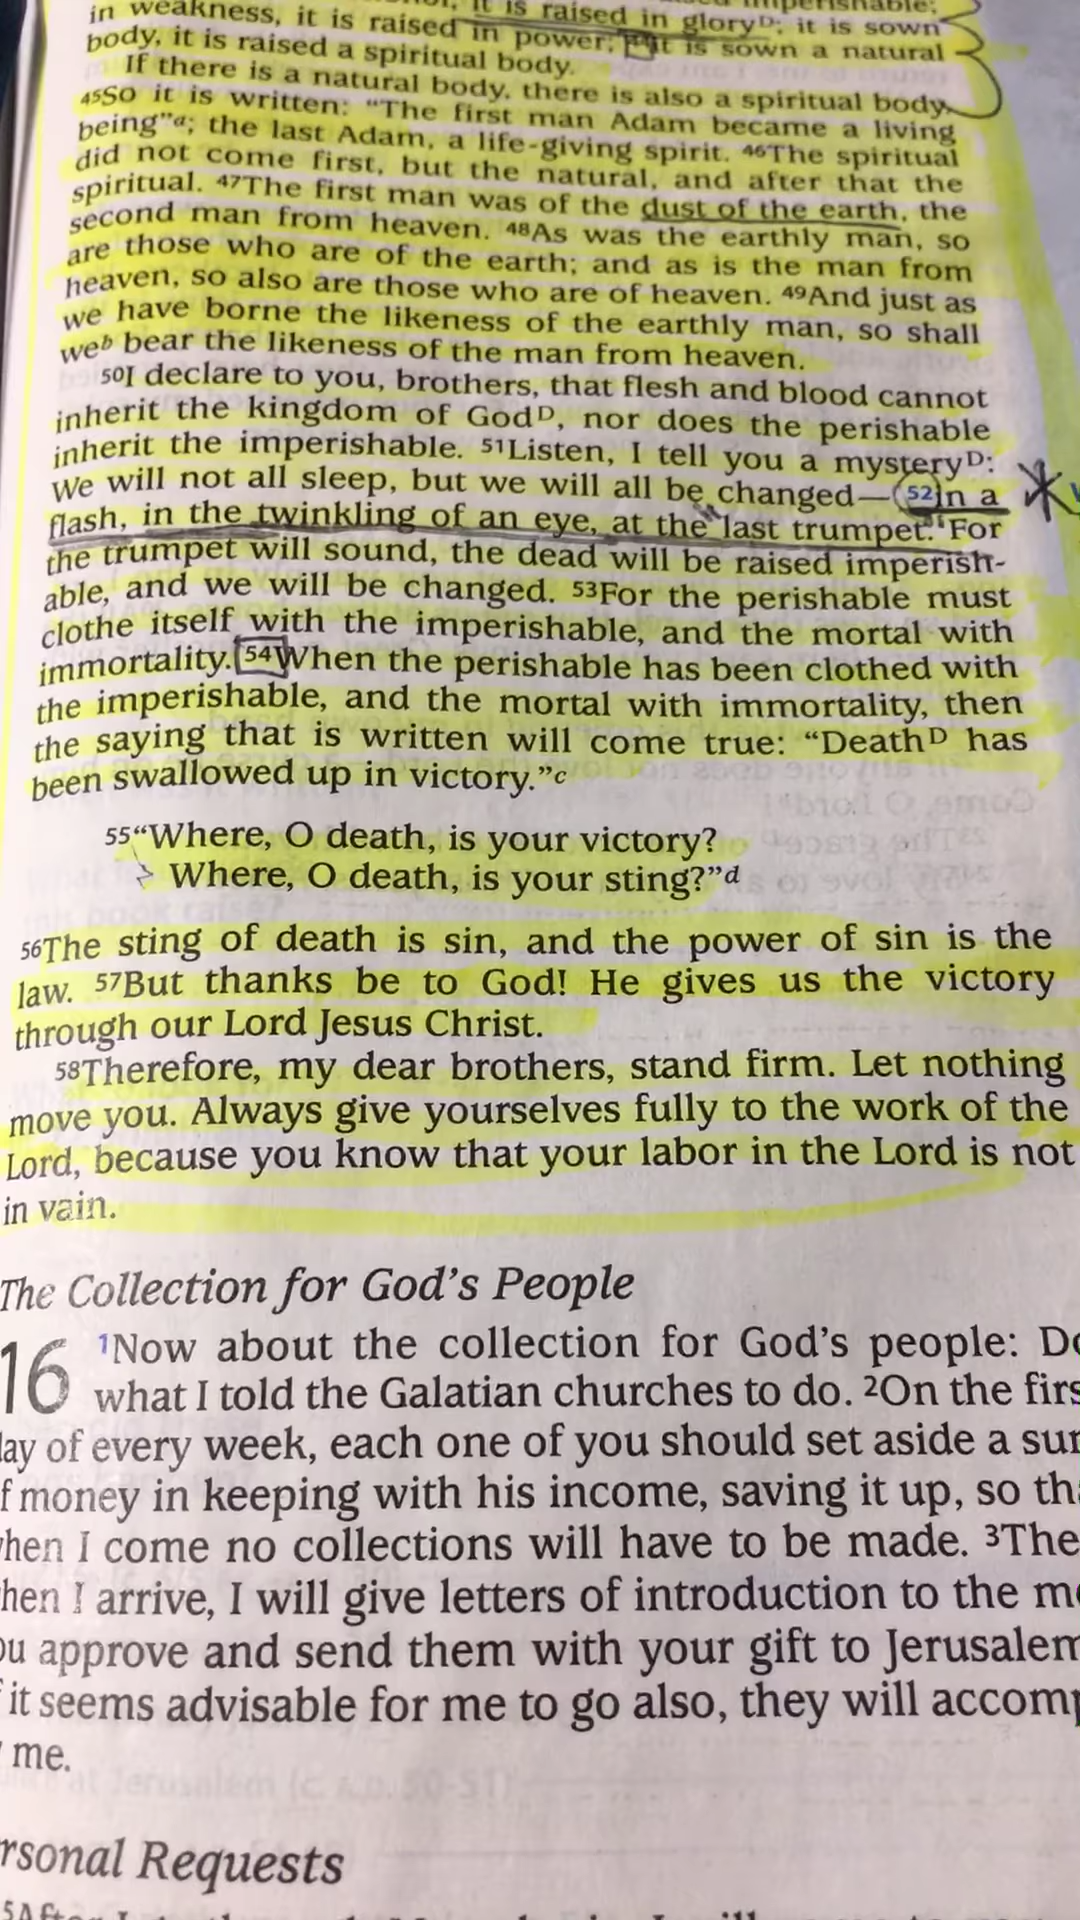 it is raised in gloryD; it is sown
in weakness, it is raised in power; it is sown a natural
body, it is raised a spiritual body.
If there is a natural body, there is also a spiritual body.
45So it is written: “The first man Adam became a living
being”a; the last Adam, a life-giving spirit. 46The spiritual
did not come first, but the natural, and after that the
spiritual. 47The first man was of the dust of the earth, the
second man from heaven. 48As was the earthly man, so
are those who are of the earth; and as is the man from
heaven, so also are those who are of heaven. 49And just as
we have borne the likeness of the earthly man, so shall
web bear the likeness of the man from heaven.
50I declare to you, brothers, that flesh and blood cannot
inherit the kingdom of GodD, nor does the perishable
inherit the imperishable. 51Listen, I tell you a mysteryD:
We will not all sleep, but we will all be changed—52in a
flash, in the twinkling of an eye, at the last trumpet. For
the trumpet will sound, the dead will be raised imperish-
able, and we will be changed. 53For the perishable must
clothe itself with the imperishable, and the mortal with
immortality. 54When the perishable has been clothed with
the imperishable, and the mortal with immortality, then
the saying that is written will come true: “DeathD has
been swallowed up in victory.”c
55“Where, O death, is your victory?
Where, O death, is your sting?”d
56The sting of death is sin, and the power of sin is the
law. 57But thanks be to God! He gives us the victory
through our Lord Jesus Christ.
58Therefore, my dear brothers, stand firm. Let nothing
move you. Always give yourselves fully to the work of the
Lord, because you know that your labor in the Lord is not
in vain.
The Collection for God’s People
16 1Now about the collection for God’s people: Do
what I told the Galatian churches to do. 2On the firs
lay of every week, each one of you should set aside a sum
f money in keeping with his income, saving it up, so tha
hen I come no collections will have to be made. 3The
hen I arrive, I will give letters of introduction to the me
ou approve and send them with your gift to Jerusalem
it seems advisable for me to go also, they will accomp
me.
rsonal Requests